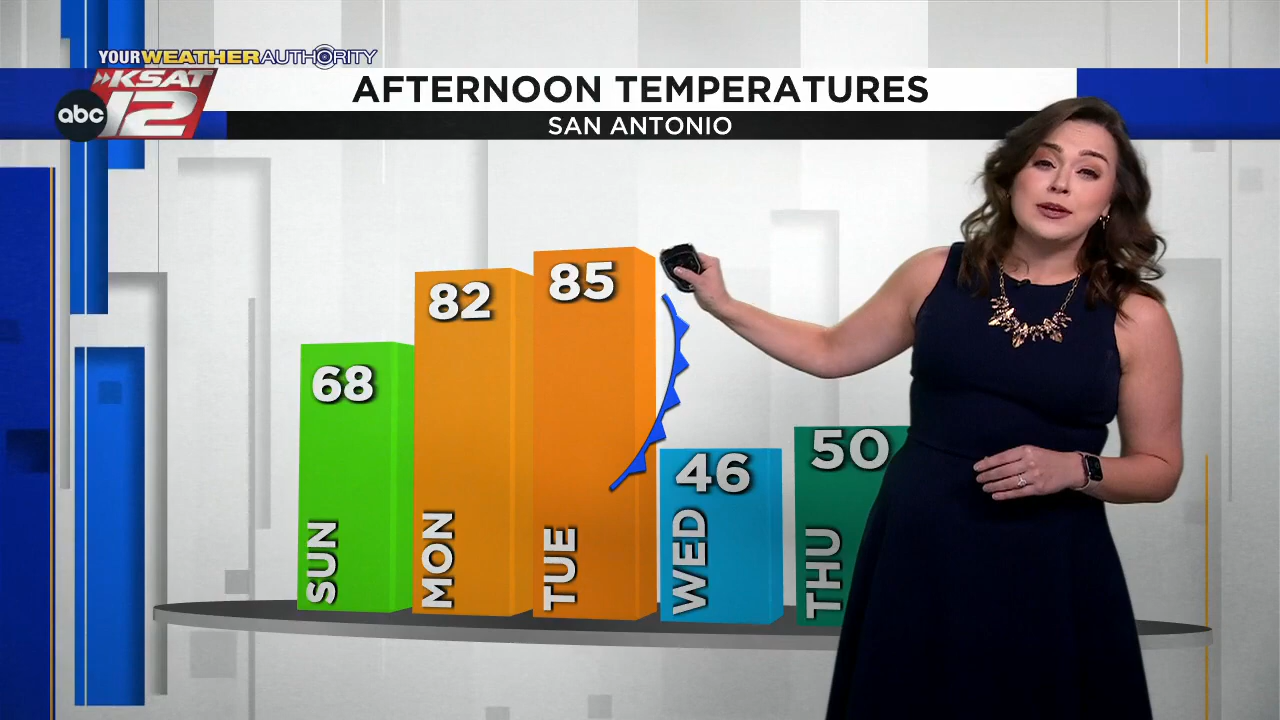 YOURWEATHERAUTHORITY
KSAT
abc 12
AFTERNOON TEMPERATURES
SAN ANTONIO
68
82
85
46
50
SUN
MON
TUE
WED
THU